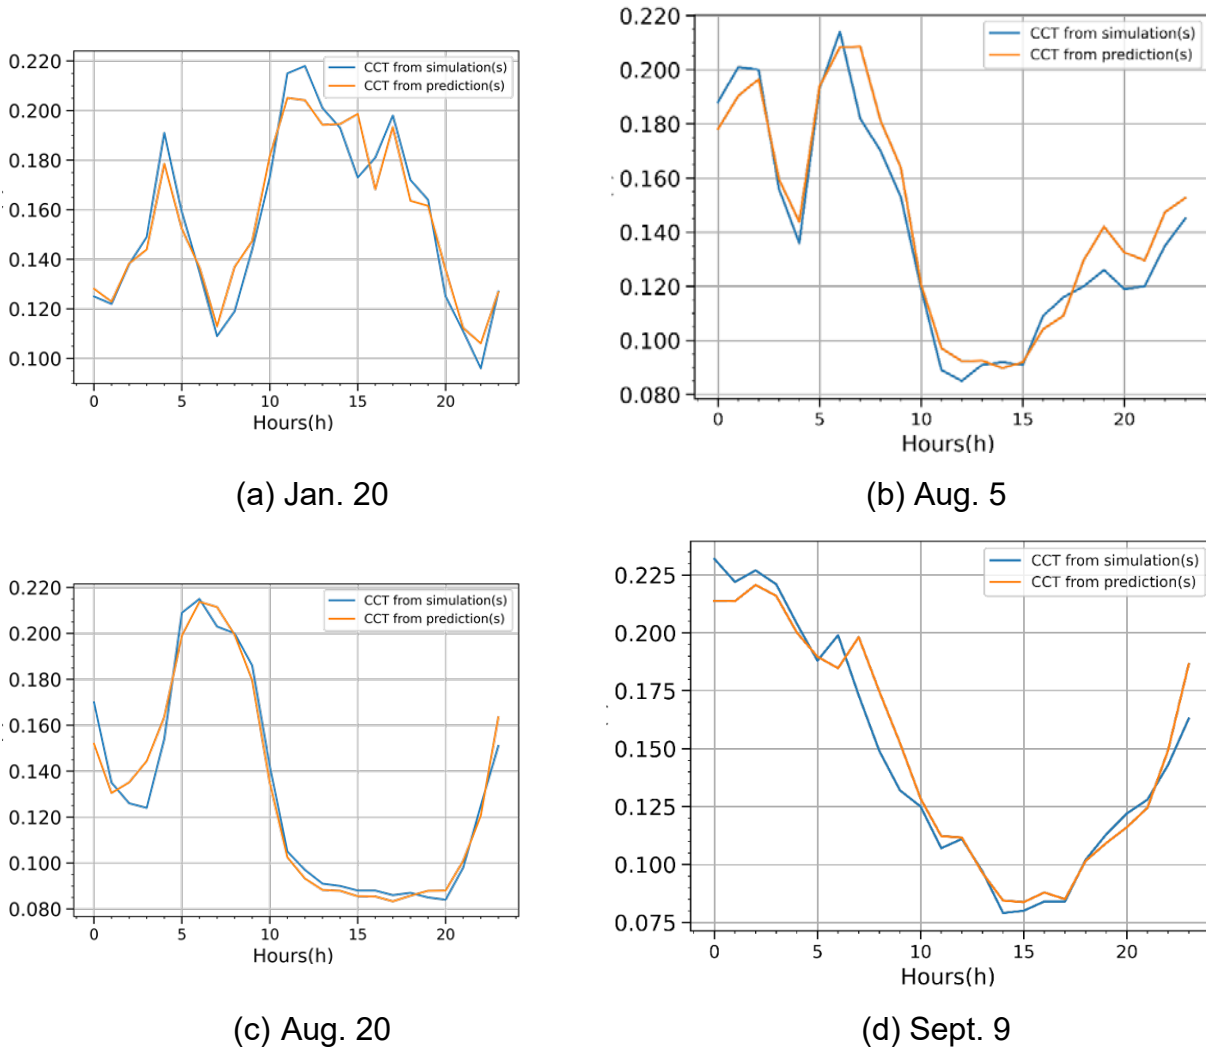 0.220
0.200
0.180
0.160
0.140
0.120
0.100
CCT from simulation(s)
CCT from prediction(s)
0 5 10 15 20
Hours(h)
(a) Jan. 20
0.220
0.200
0.180
0.160
0.140
0.120
0.100
0.080
CCT from simulation(s)
CCT from prediction(s)
0 5 10 15 20
Hours(h)
(b) Aug. 5
0.220
0.200
0.180
0.160
0.140
0.120
0.100
0.080
CCT from simulation(s)
CCT from prediction(s)
0 5 10 15 20
Hours(h)
(c) Aug. 20
0.225
0.200
0.175
0.150
0.125
0.100
0.075
CCT from simulation(s)
CCT from prediction(s)
0 5 10 15 20
Hours(h)
(d) Sept. 9